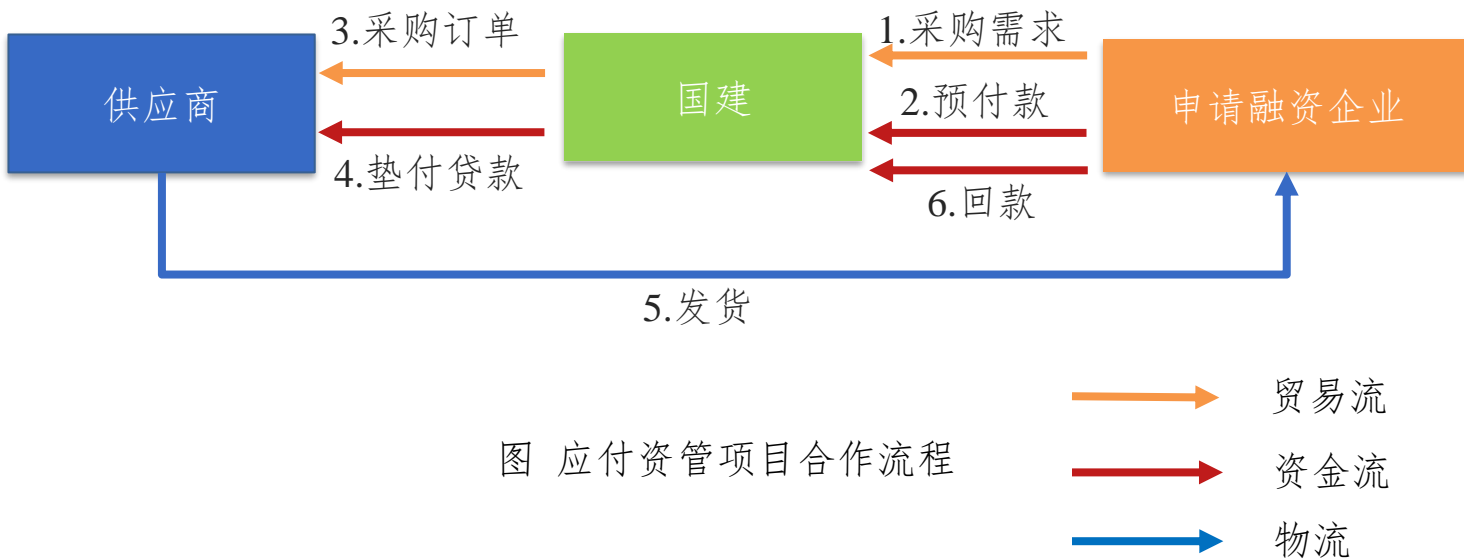 3.采购订单
1.采购需求
供应商
国建
2.预付款
申请融资企业
4.垫付贷款
6.回款
5.发货
贸易流
图 应付资管项目合作流程
资金流
物流